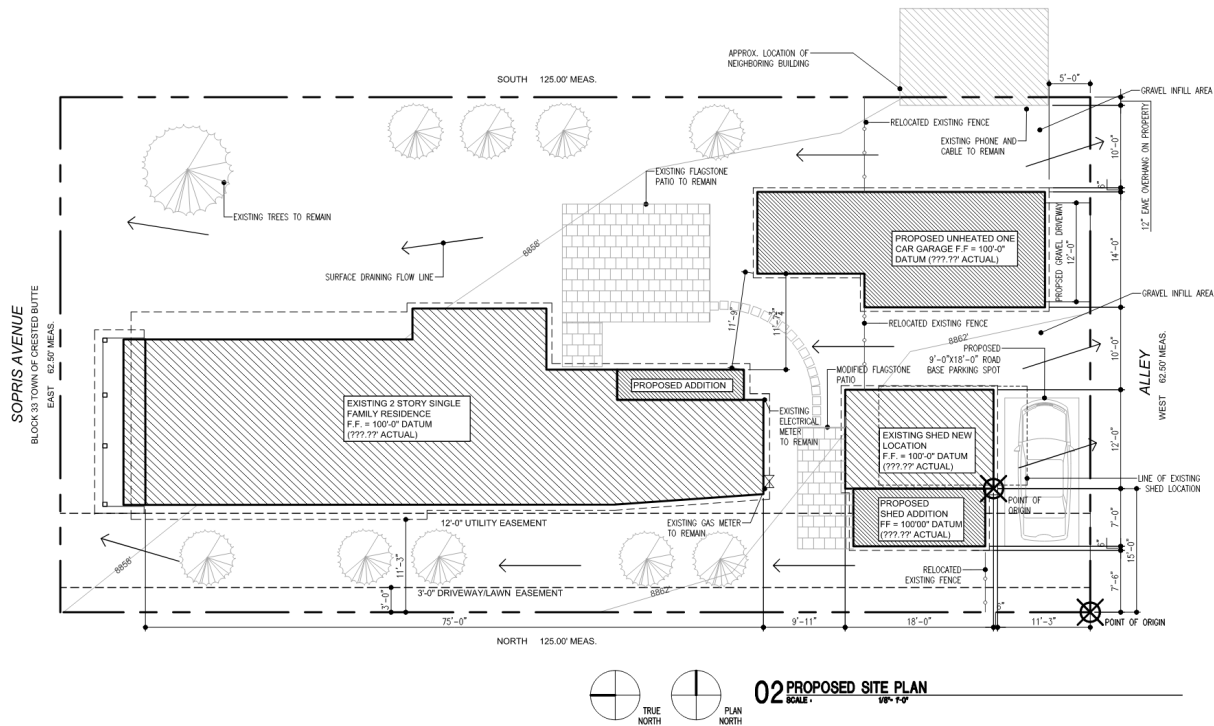 APPROX. LOCATION OF
NEIGHBORING BUILDING
SOUTH 125.00' MEAS.
5'-0"
GRAVEL INFILL AREA
RELOCATED EXISTING FENCE
EXISTING PHONE AND
CABLE TO REMAIN
10'-0"
12" EAVE OVERHANG ON PROPERTY
EXISTING FLAGSTONE
PATIO TO REMAIN
6"
EXISTING TREES TO REMAIN
8858'
SURFACE DRAINING FLOW LINE
PROPOSED UNHEATED ONE
CAR GARAGE F.F = 100'-0"
DATUM (???.??' ACTUAL)
PROPSED GRAVEL DRIVEWAY
12'-0"
14'-0"
GRAVEL INFILL AREA
11'-9"
11'-7¾"
RELOCATED EXISTING FENCE
8862'
PROPOSED
9'-0"X18'-0" ROAD
BASE PARKING SPOT
10'-0"
SOPRIS AVENUE
BLOCK 33 TOWN OF CRESTED BUTTE
EAST 62.50' MEAS.
ALLEY
WEST 62.50' MEAS.
MODIFIED FLAGSTONE
PATIO
PROPOSED ADDITION
EXISTING 2 STORY SINGLE
FAMILY RESIDENCE
F.F. = 100'-0" DATUM
(???.??' ACTUAL)
EXISTING
ELECTRICAL
METER
TO REMAIN
EXISTING SHED NEW
LOCATION
F.F. = 100'-0" DATUM
(???.??' ACTUAL)
12'-0"
LINE OF EXISTING
SHED LOCATION
POINT OF
ORIGIN
PROPOSED
SHED ADDITION
FF = 100'00" DATUM
(???.??' ACTUAL)
7'-0"
12'-0" UTILITY EASEMENT
EXISTING GAS METER
TO REMAIN
6"
15'-0"
8858'
11'-3"
RELOCATED
EXISTING FENCE
7'-6"
3'-0"
3'-0" DRIVEWAY/LAWN EASEMENT
8862'
6"
POINT OF ORIGIN
75'-0"
9'-11"
18'-0"
11'-3"
NORTH 125.00' MEAS.
TRUE
NORTH
PLAN
NORTH
02 PROPOSED SITE PLAN
SCALE : 1/8"= 1'-0"